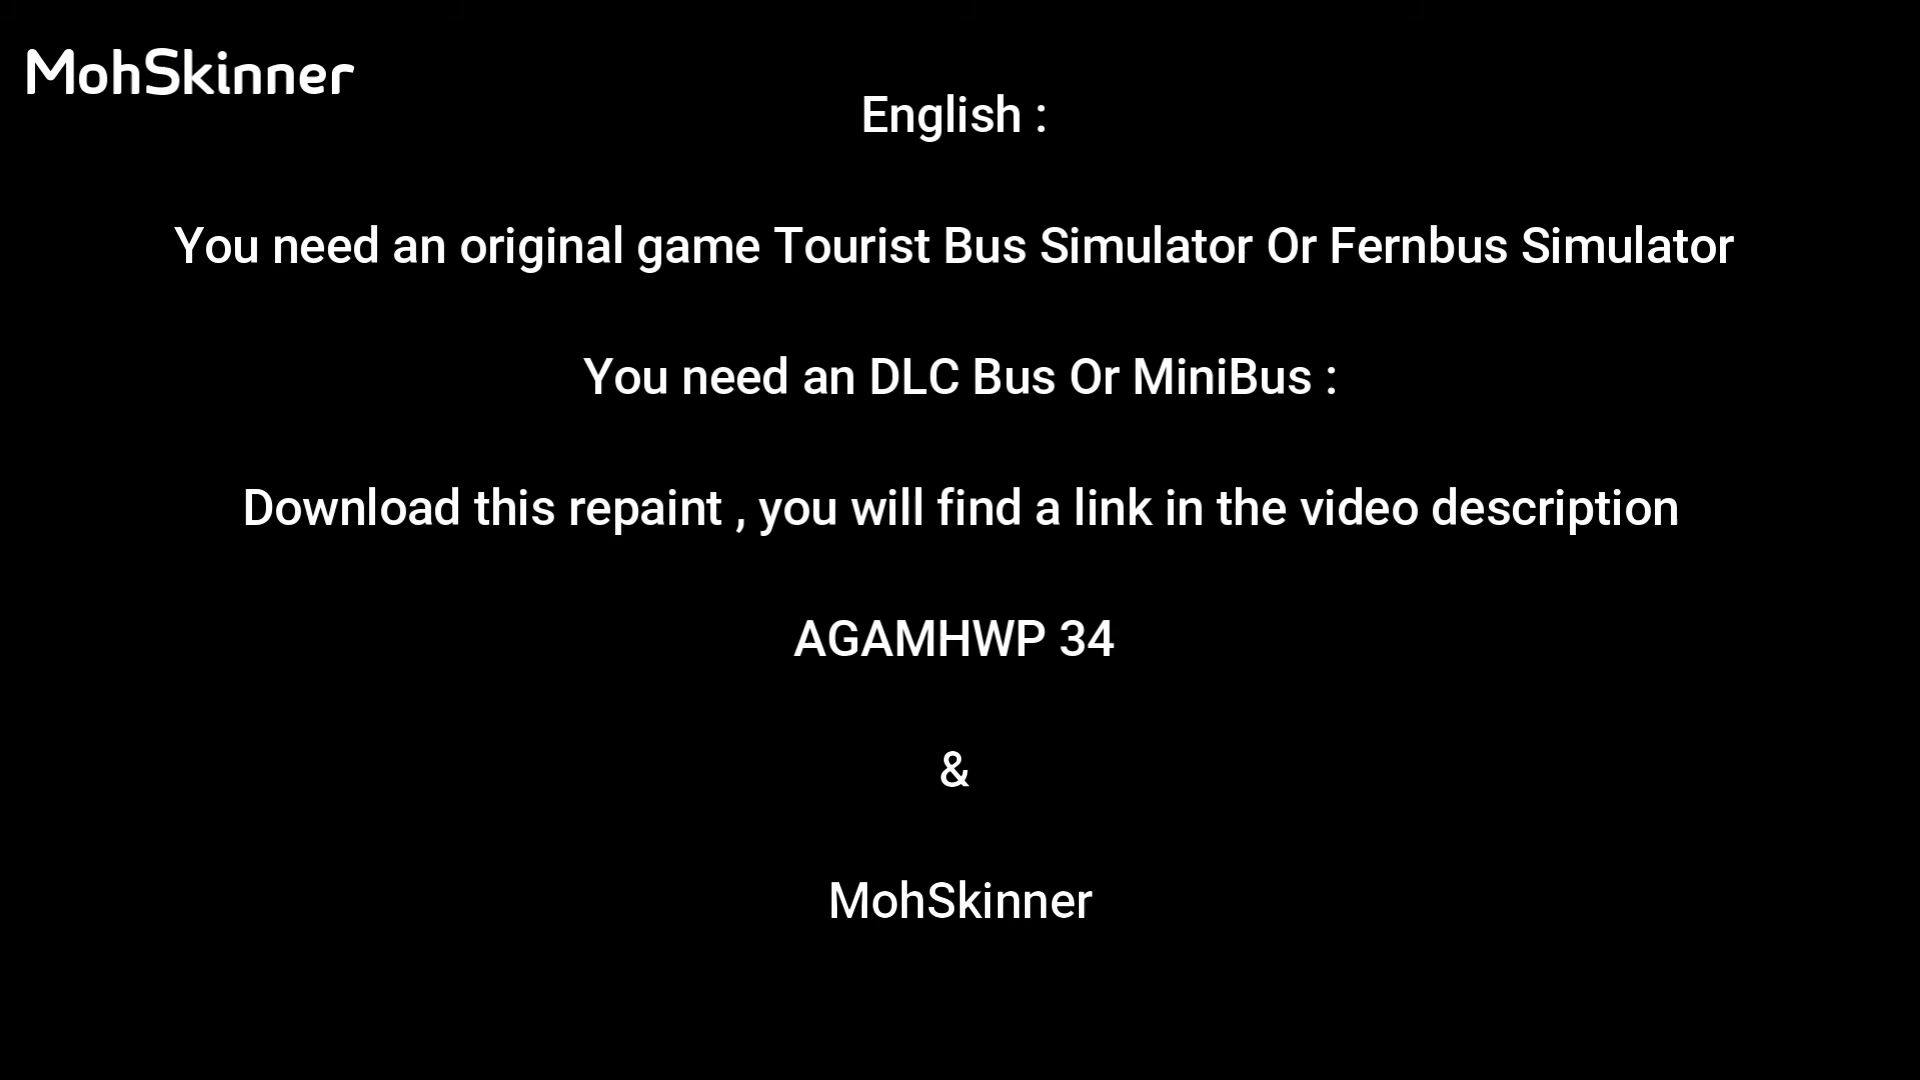 MohSkinner
English :
You need an original game Tourist Bus Simulator Or Fernbus Simulator
You need an DLC Bus Or MiniBus :
Download this repaint , you will find a link in the video description
AGAMHWP 34
&
MohSkinner